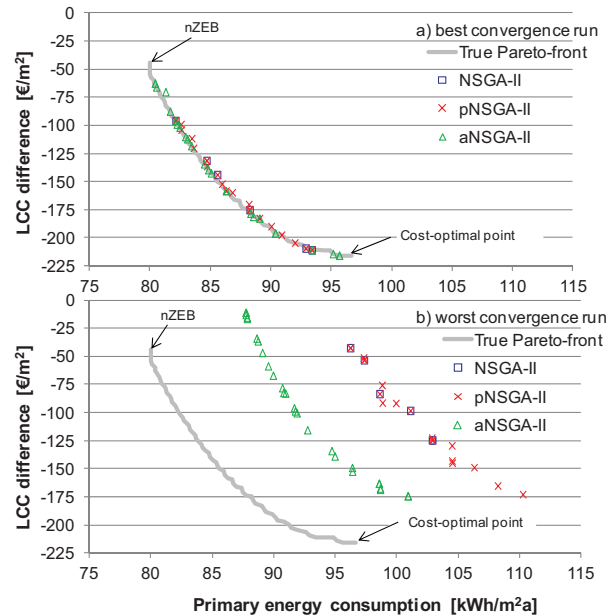 LCC difference [€/m²]
0
-25
-50
-75
-100
-125
-150
-175
-200
-225
nZEB
a) best convergence run
True Pareto-front
NSGA-II
pNSGA-II
aNSGA-II
Cost-optimal point
75 80 85 90 95 100 105 110 115
LCC difference [€/m²]
0
-25
-50
-75
-100
-125
-150
-175
-200
-225
nZEB
b) worst convergence run
True Pareto-front
NSGA-II
pNSGA-II
aNSGA-II
Cost-optimal point
75 80 85 90 95 100 105 110 115
Primary energy consumption [kWh/m²a]